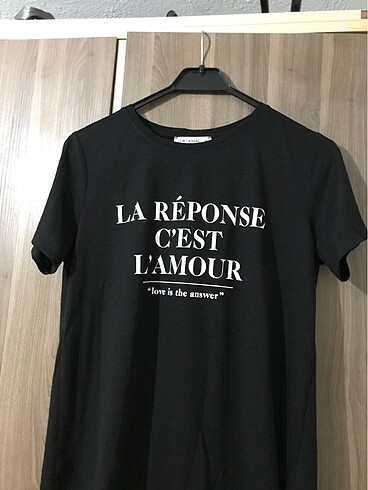 LA RÉPONSE
C'EST
L'AMOUR
"love is the answer"